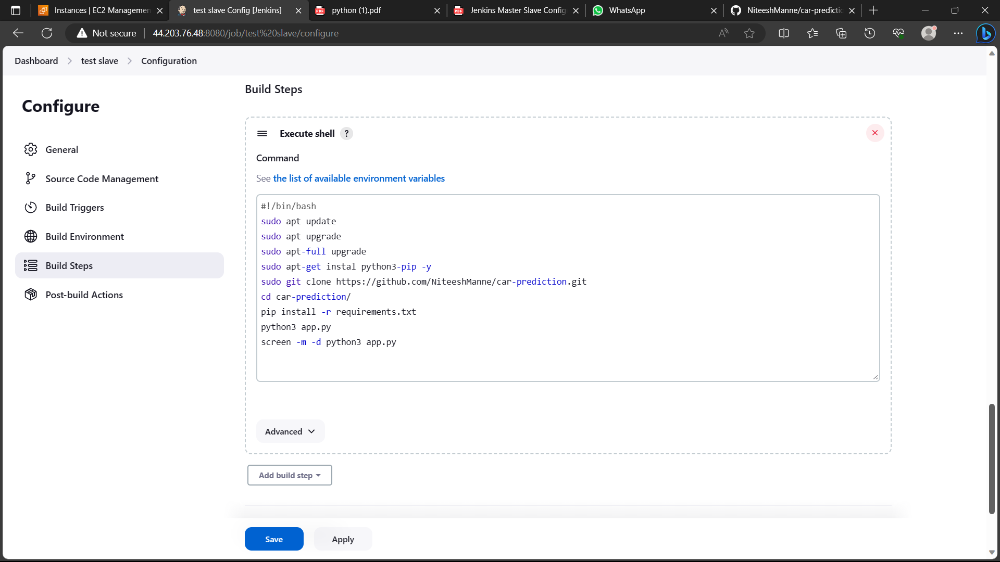 Instances | EC2 Managemen
test slave Config [Jenkins]
python (1).pdf
Jenkins Master Slave Config
WhatsApp
NiteeshManne/car-predictio
Not secure
44.203.76.48:8080/job/test%20slave/configure
Dashboard
test slave
Configuration
Configure
General
Source Code Management
Build Triggers
Build Environment
Build Steps
Post-build Actions
Build Steps
Execute shell ?
Command
See the list of available environment variables
#!/bin/bash
sudo apt update
sudo apt upgrade
sudo apt-full upgrade
sudo apt-get instal python3-pip -y
sudo git clone https://github.com/NiteeshManne/car-prediction.git
cd car-prediction/
pip install -r requirements.txt
python3 app.py
screen -m -d python3 app.py
Advanced
Add build step
Save
Apply